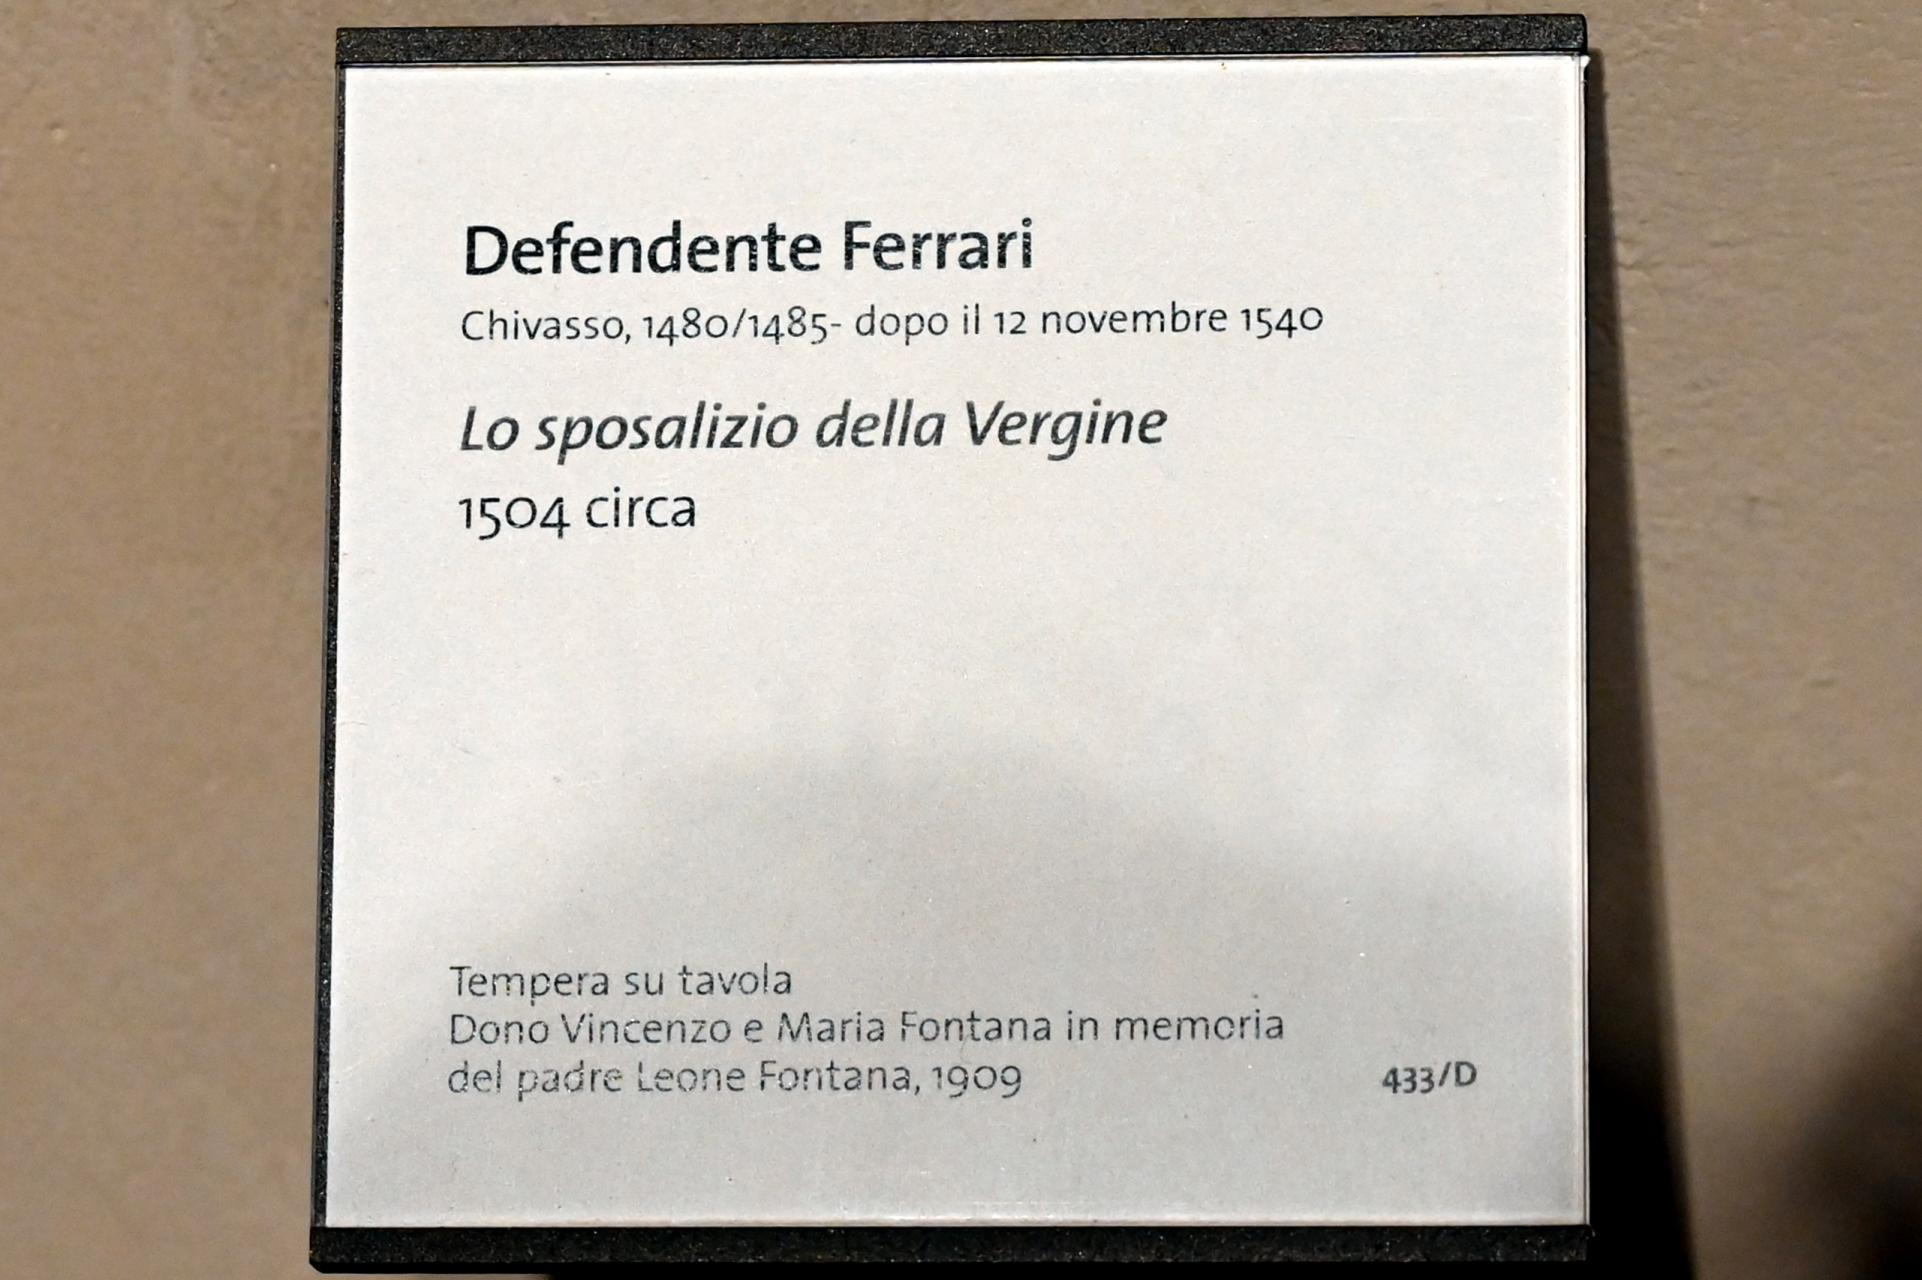 Defendente Ferrari
Chivasso, 1480/1485- dopo il 12 novembre 1540
Lo sposalizio della Vergine
1504 circa
Tempera su tavola
Dono Vincenzo e Maria Fontana in memoria
del padre Leone Fontana, 1909
433/D